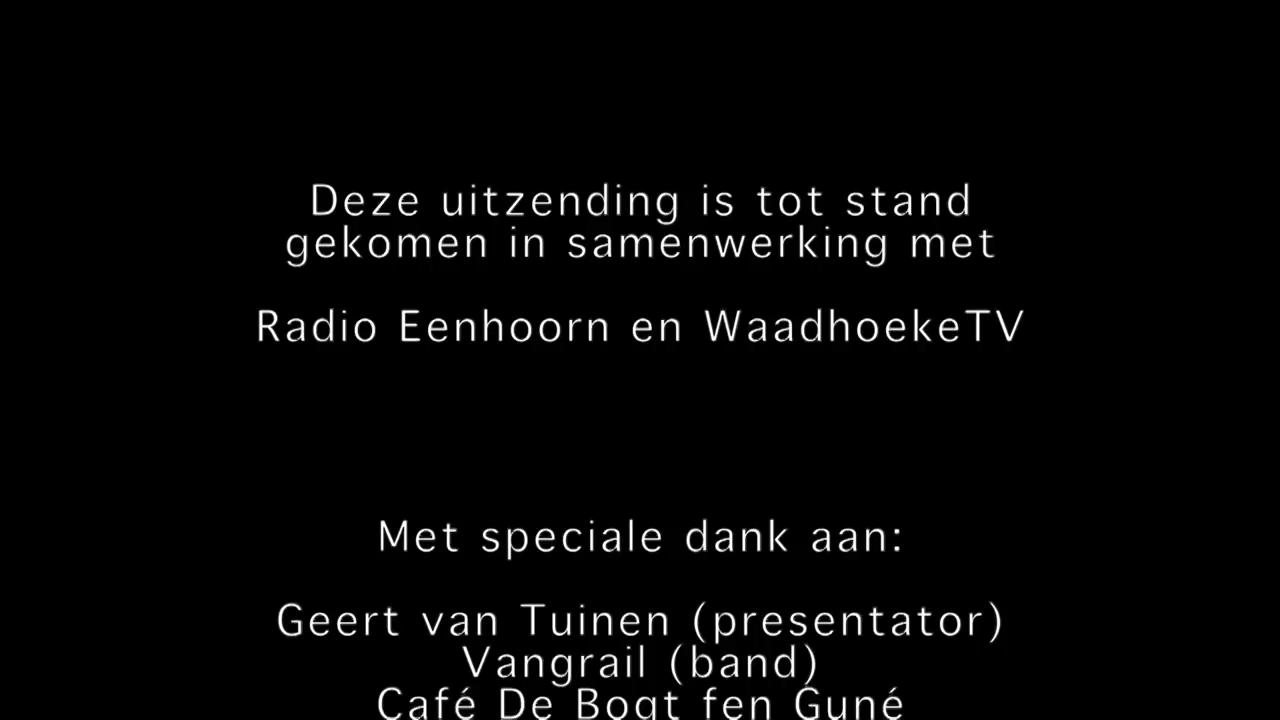 Deze uitzending is tot stand
gekomen in samenwerking met
Radio Eenhoorn en WaadhoekeTV
Met speciale dank aan:
Geert van Tuinen (presentator)
Vangrail (band)
Café De Bogt fen Guné